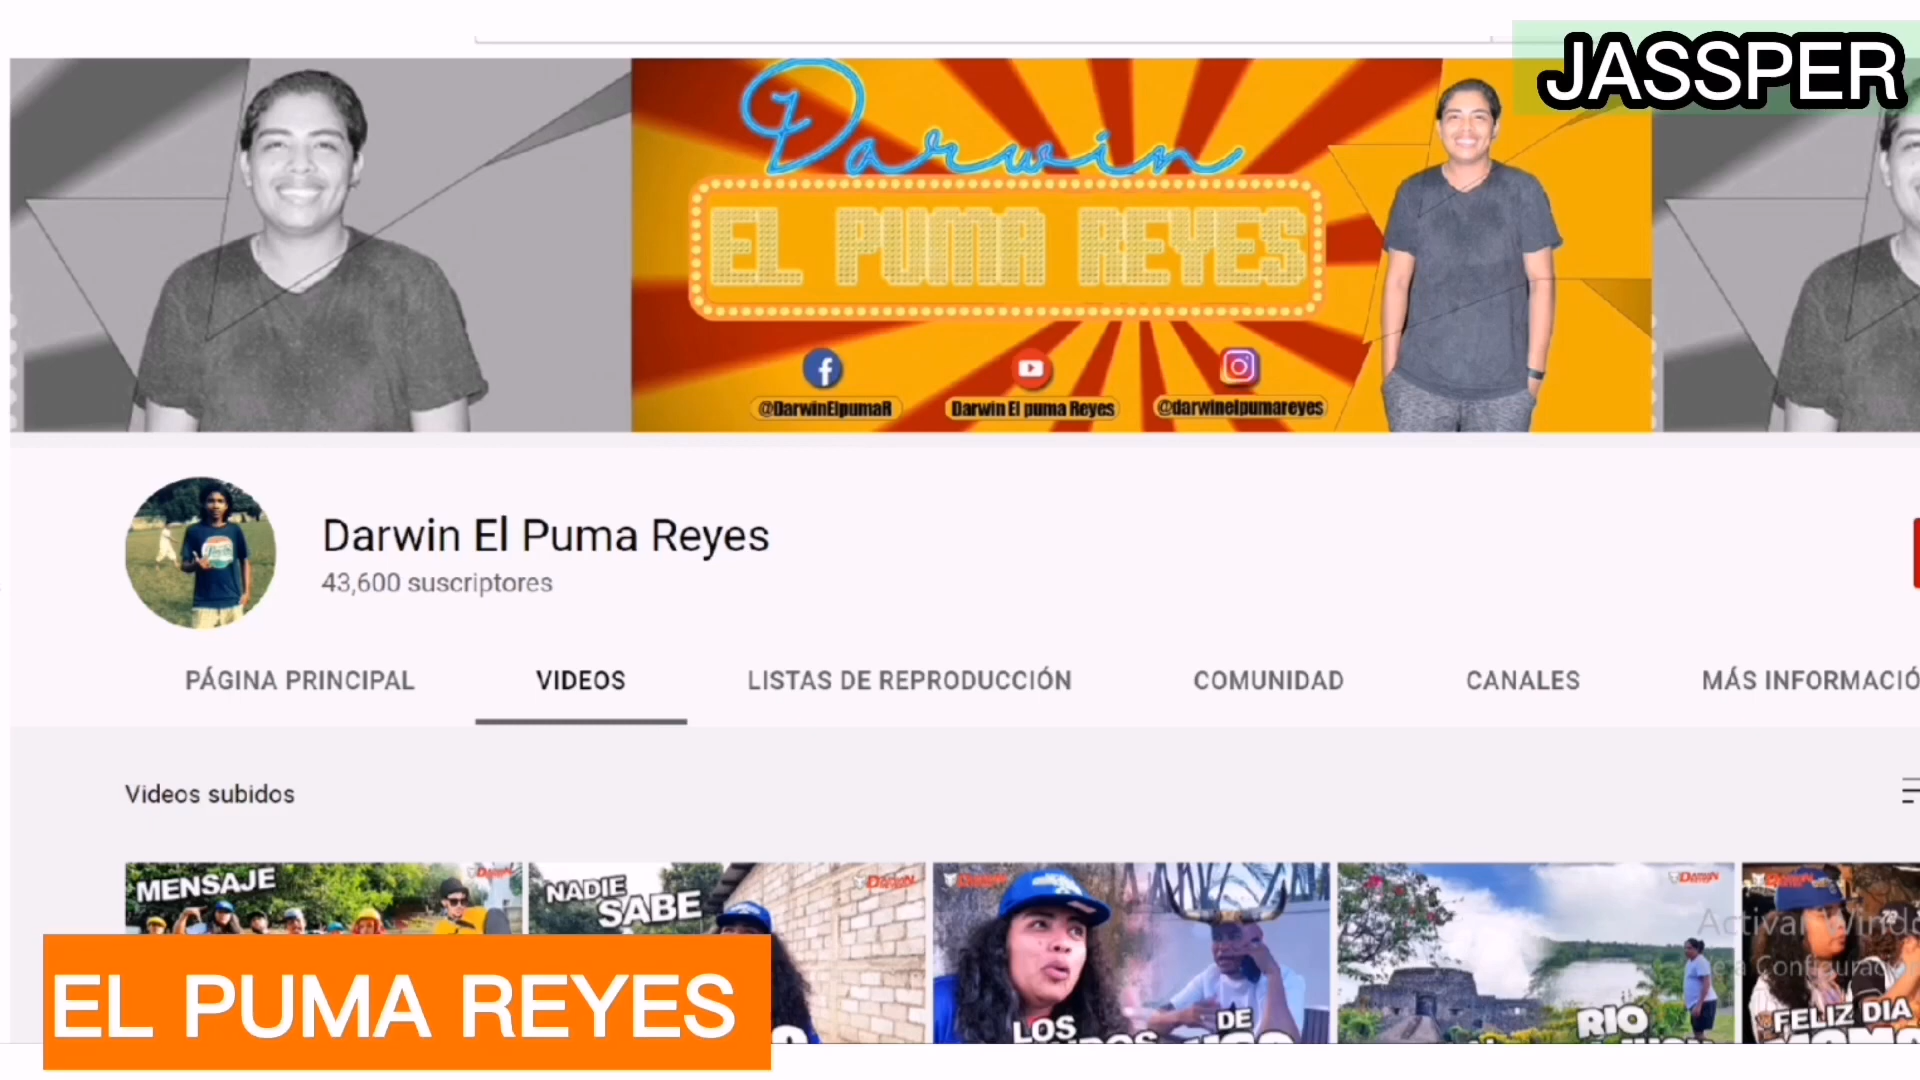 JASSPER
Darwin
EL PUMA REYES
@DarwinElpumaR
Darwin El puma Reyes
@darwinelpumareyes
Darwin El Puma Reyes
43,600 suscriptores
PÁGINA PRINCIPAL
VIDEOS
LISTAS DE REPRODUCCIÓN
COMUNIDAD
CANALES
MÁS INFORMACIÓ
Videos subidos
MENSAJE
NADIE
SABE
LOS
DE
RIO
FELIZ DIA
Activar Windo
EL PUMA REYES